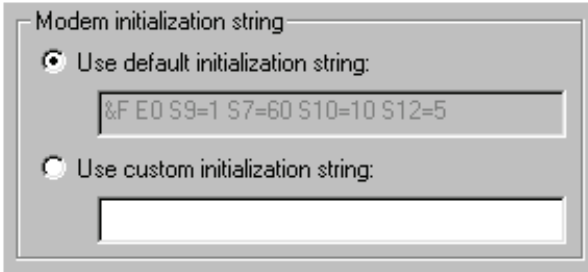 Modem initialization string
Use default initialization string:
&F E0 S9=1 S7=60 S10=10 S12=5
Use custom initialization string: